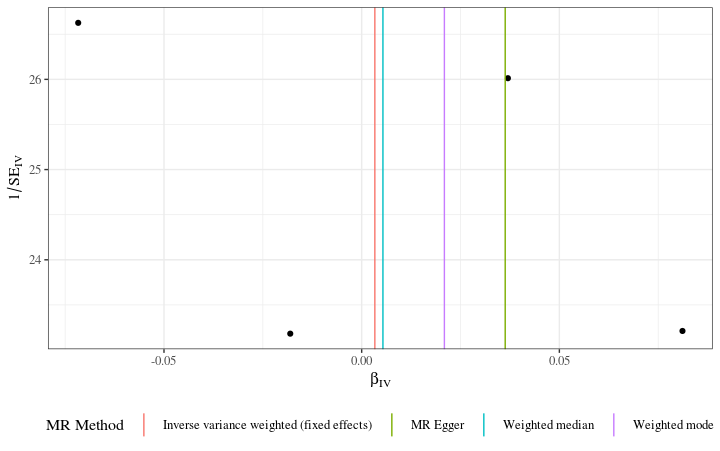 1/SE_IV
26
25
24
-0.05 0.00 0.05
β_IV
MR Method Inverse variance weighted (fixed effects) MR Egger Weighted median Weighted mode